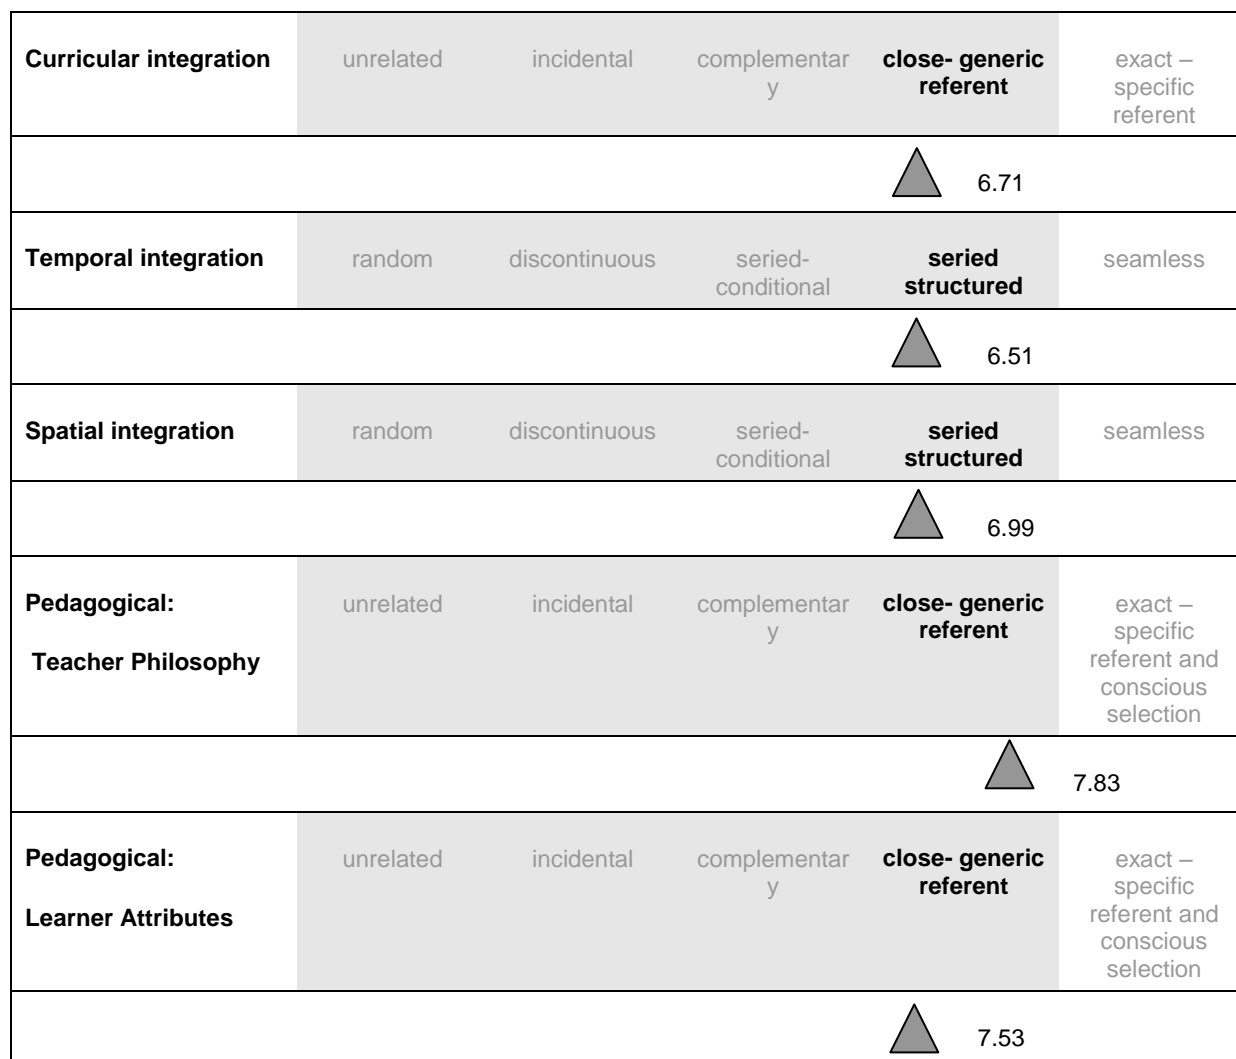 Curricular integration unrelated incidental complementar close- generic exact –
y referent specific
referent
6.71
Temporal integration random discontinuous seried- seried seamless
conditional structured
6.51
Spatial integration random discontinuous seried- seried seamless
conditional structured
6.99
Pedagogical: unrelated incidental complementar close- generic exact –
y referent specific
Teacher Philosophy referent and
conscious
selection
7.83
Pedagogical: unrelated incidental complementar close- generic exact –
y referent specific
Learner Attributes referent and
conscious
selection
7.53